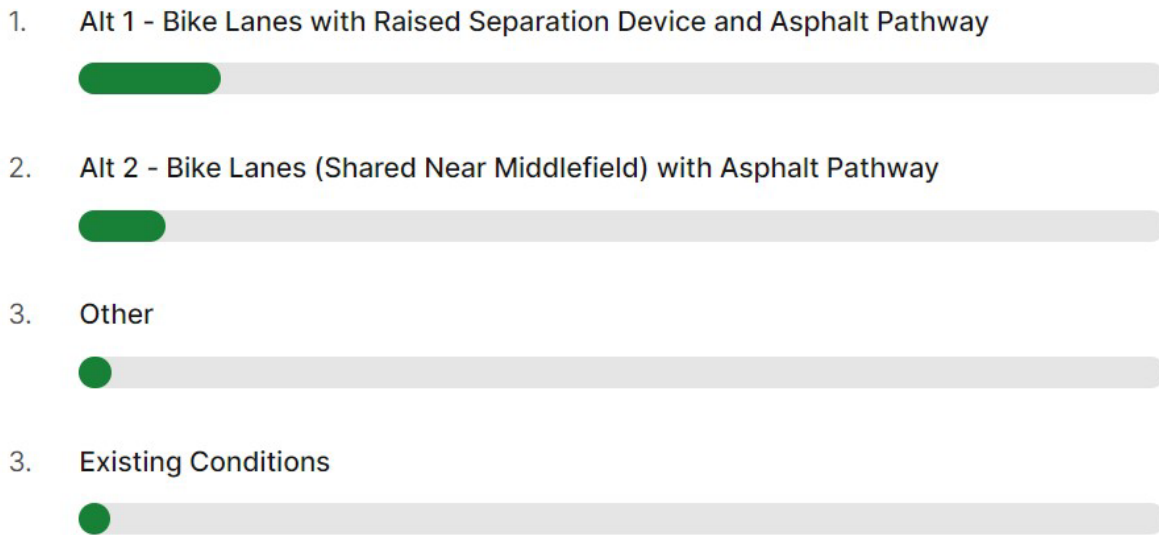 1. Alt 1 - Bike Lanes with Raised Separation Device and Asphalt Pathway
2. Alt 2 - Bike Lanes (Shared Near Middlefield) with Asphalt Pathway
3. Other
3. Existing Conditions